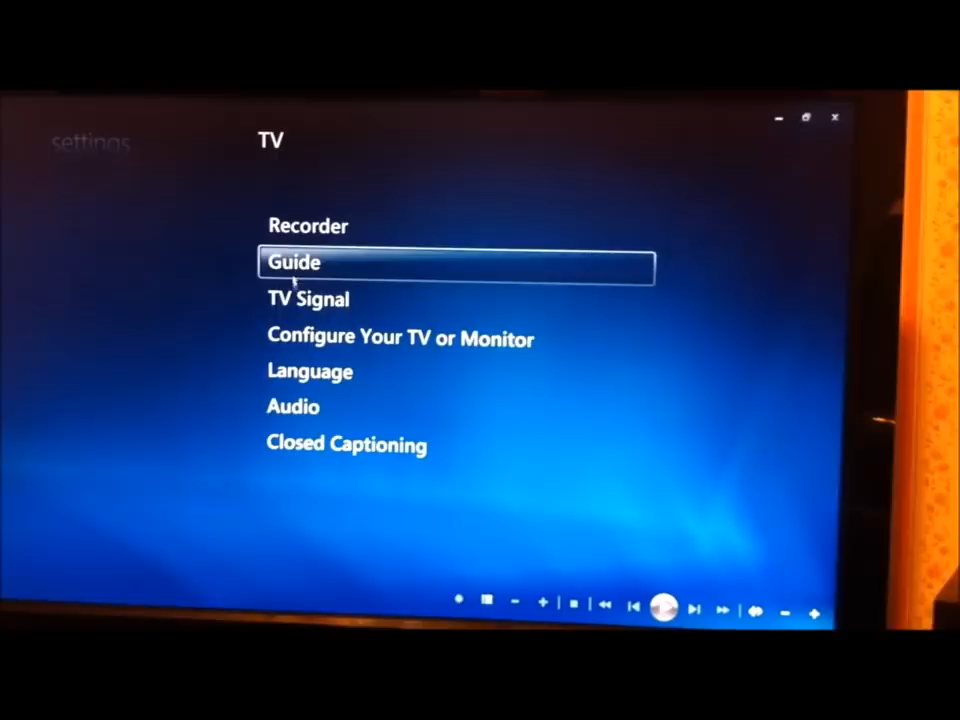 settings
TV
Recorder
Guide
TV Signal
Configure Your TV or Monitor
Language
Audio
Closed Captioning